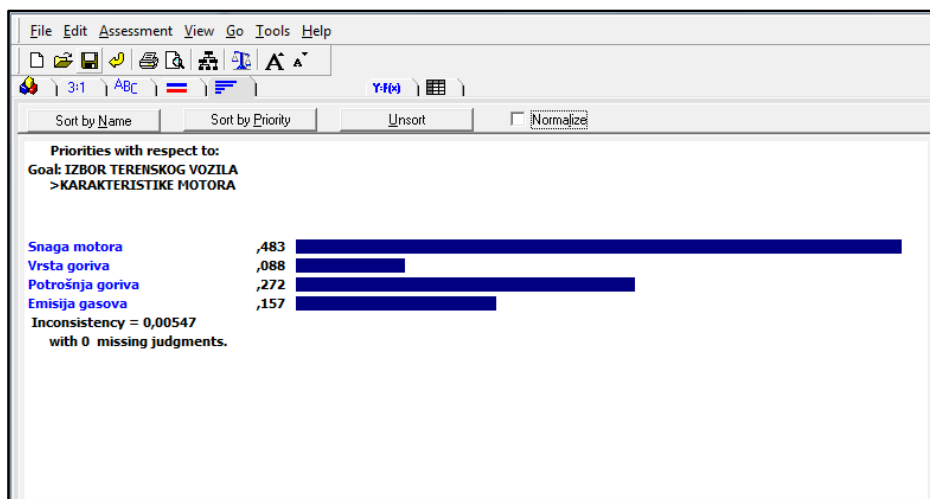 File Edit Assessment View Go Tools Help
A A
3:1 ABC Y=F(x)
Sort by Name Sort by Priority Unsort Normalize
Priorities with respect to:
Goal: IZBOR TERENSKOG VOZILA
>KARAKTERISTIKE MOTORA
Snaga motora ,483
Vrsta goriva ,088
Potrošnja goriva ,272
Emisija gasova ,157
Inconsistency = 0,00547
with 0 missing judgments.